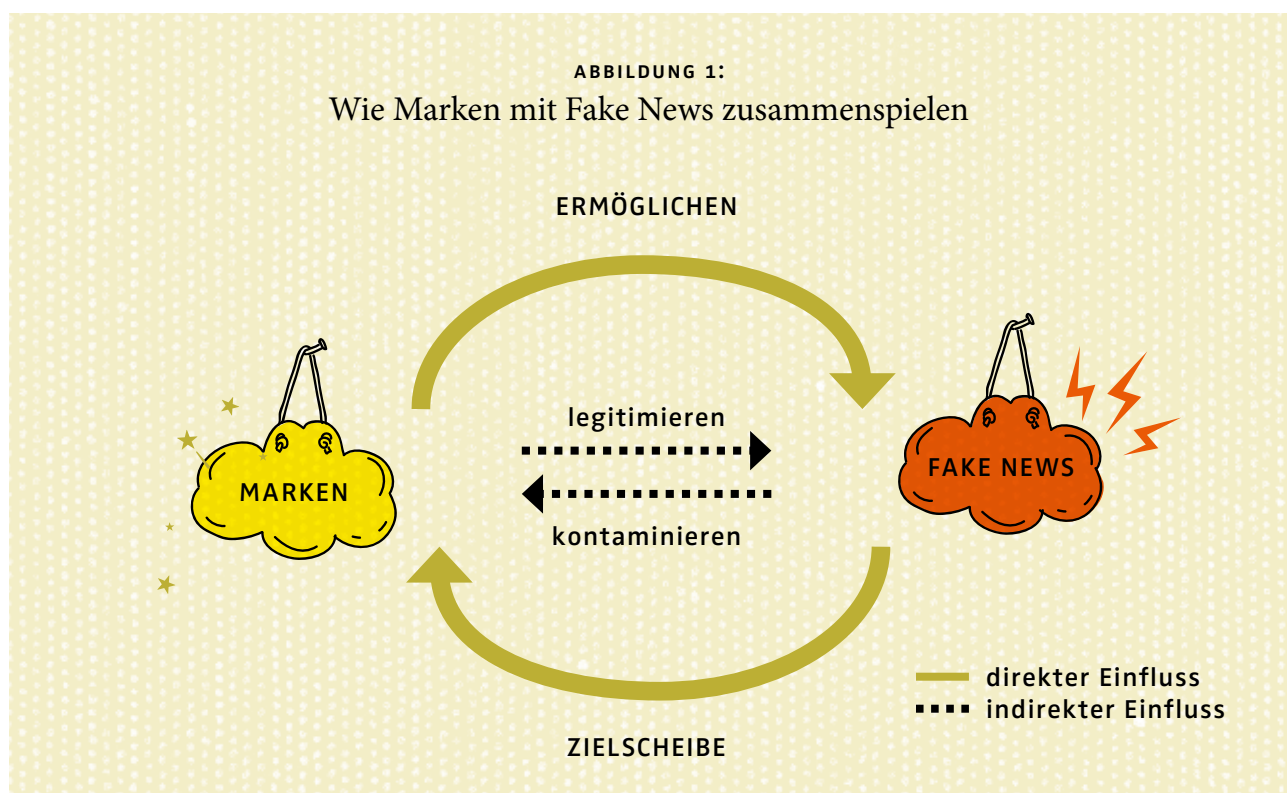 ABBILDUNG 1:
Wie Marken mit Fake News zusammenspielen
ERMÖGLICHEN
legitimieren
MARKEN
FAKE NEWS
kontaminieren
ZIELSCHEIBE
direkter Einfluss
indirekter Einfluss